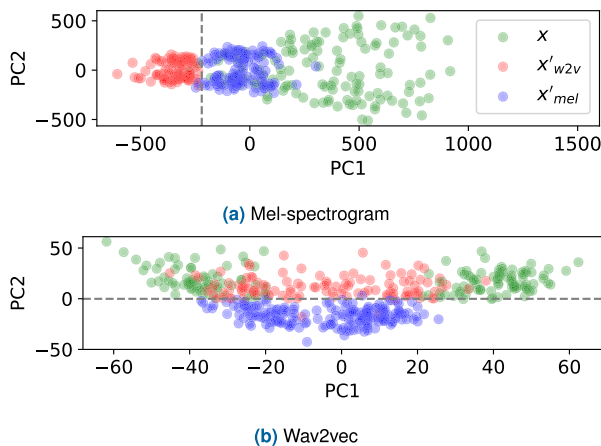 500
0
−500
PC2
x
x′w2v
x′mel
−500 0 500 1000 1500
PC1
(a) Mel-spectrogram
50
0
−50
PC2
−60 −40 −20 0 20 40 60
PC1
(b) Wav2vec